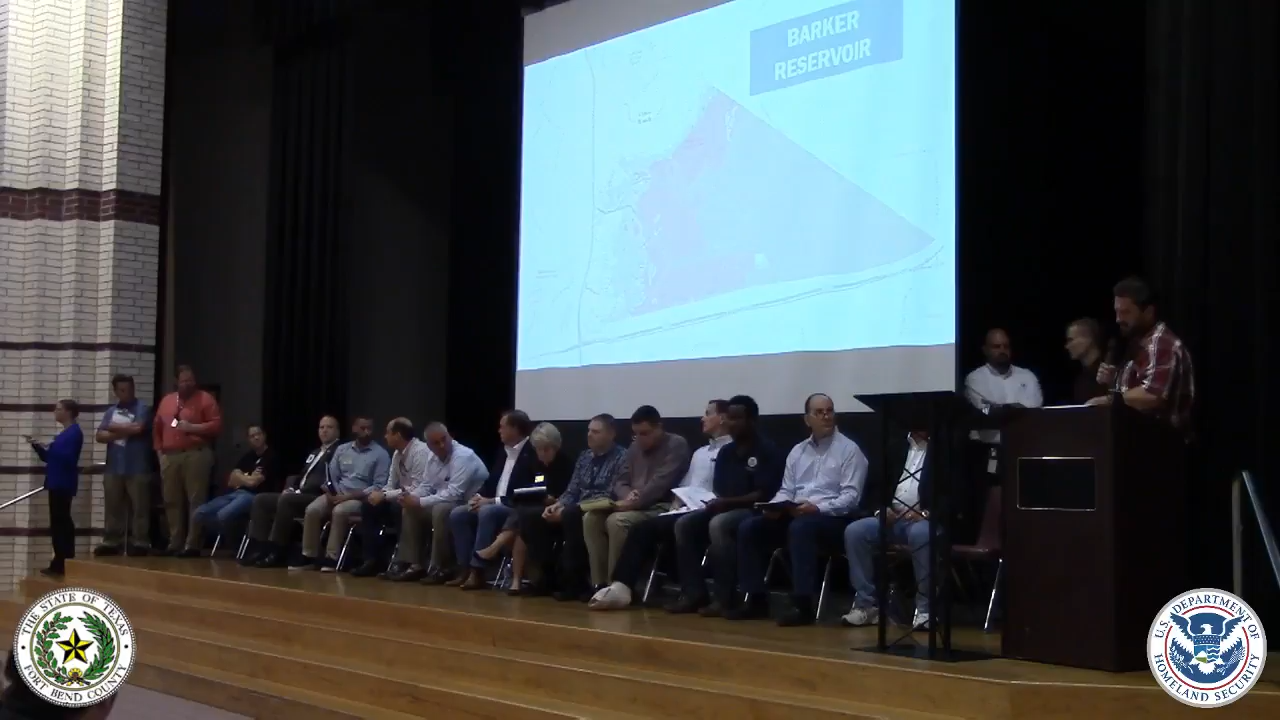 BARKER
RESERVOIR
THE STATE OF TEXAS
FORT BEND COUNTY
U.S. DEPARTMENT OF
HOMELAND SECURITY